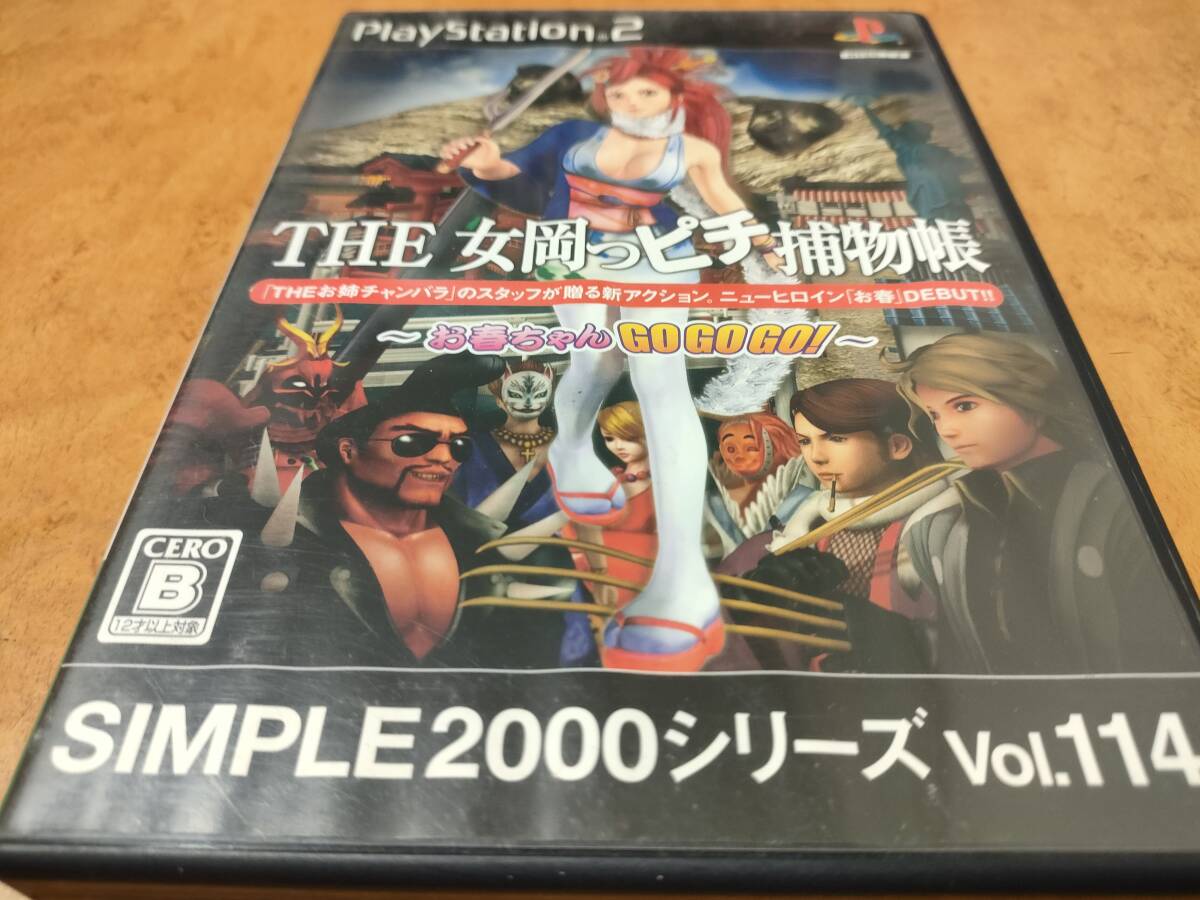 PlayStation®2
THE 女岡っピチ捕物帳
「THEお姉チャンバラ」のスタッフが贈る新アクション。ニューヒロイン「お春」DEBUT!!
～お春ちゃんGO GO GO!～
CERO
B
12才以上対象
SIMPLE2000シリーズ Vol.114